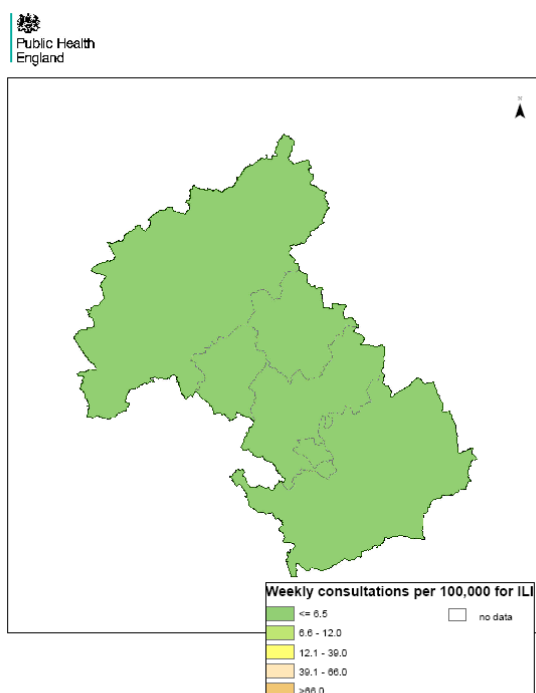 Public Health
England
N
Weekly consultations per 100,000 for ILI
<= 6.5
no data
6.6 - 12.0
12.1 - 39.0
39.1 - 66.0
>66.0